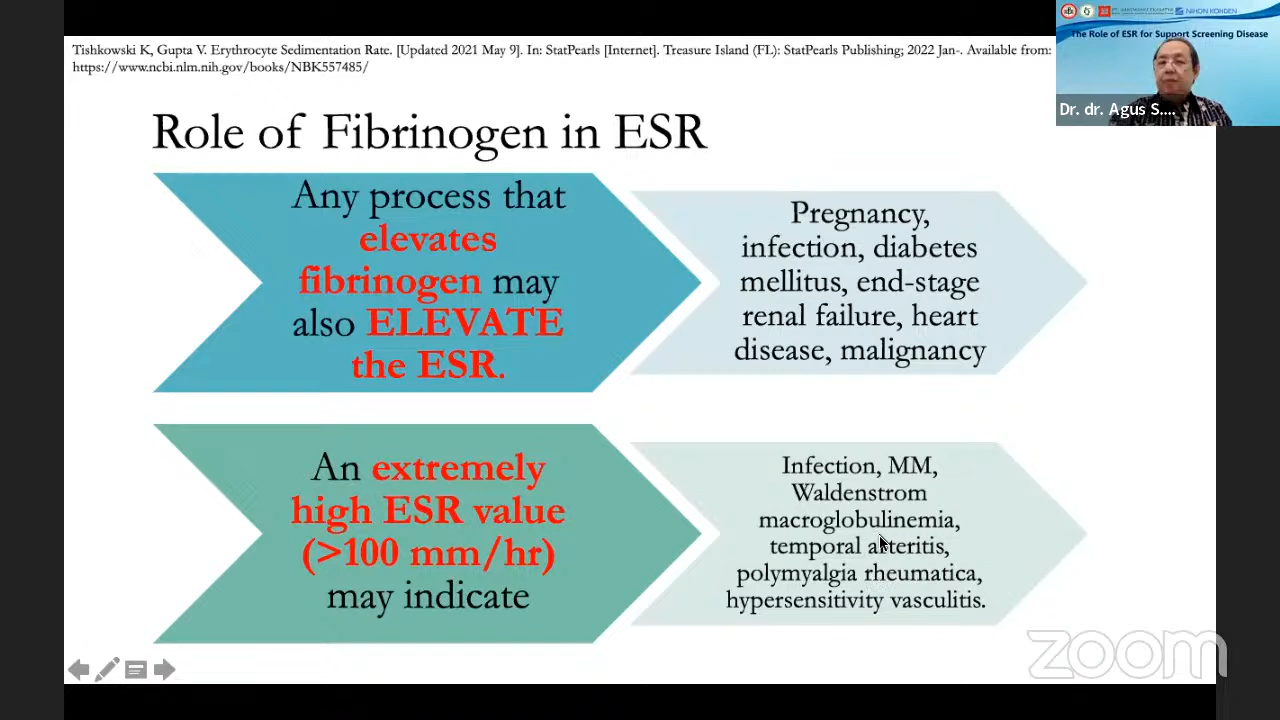 Tishkowski K, Gupta V. Erythrocyte Sedimentation Rate. [Updated 2021 May 9]. In: StatPearls [Internet]. Treasure Island (FL): StatPearls Publishing; 2022 Jan-. Available from:
https://www.ncbi.nlm.nih.gov/books/NBK557485/
NIHON KOHDEN
The Role of ESR for Support Screening Disease
Dr. dr. Agus S....
Role of Fibrinogen in ESR
Any process that
elevates
fibrinogen may
also ELEVATE
the ESR.
Pregnancy,
infection, diabetes
mellitus, end-stage
renal failure, heart
disease, malignancy
An extremely
high ESR value
(>100 mm/hr)
may indicate
Infection, MM,
Waldenstrom
macroglobulinemia,
temporal arteritis,
polymyalgia rheumatica,
hypersensitivity vasculitis.
zoom